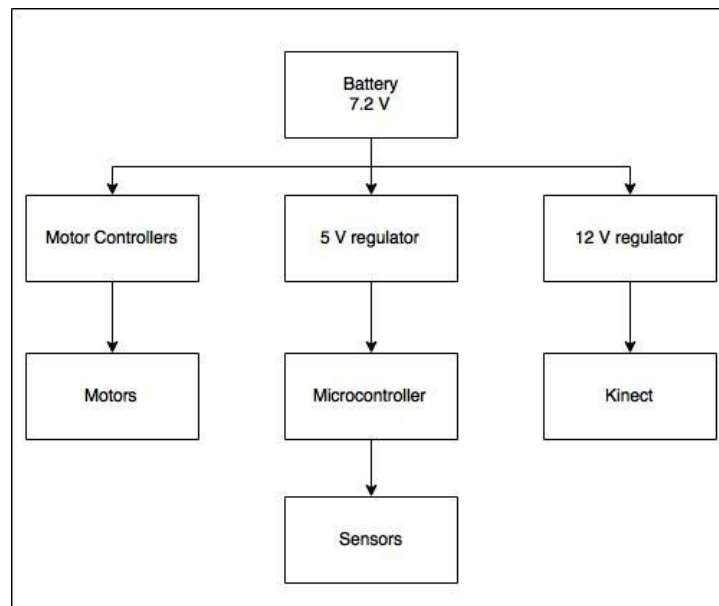 Battery
7.2 V
Motor Controllers
5 V regulator
12 V regulator
Motors
Microcontroller
Kinect
Sensors